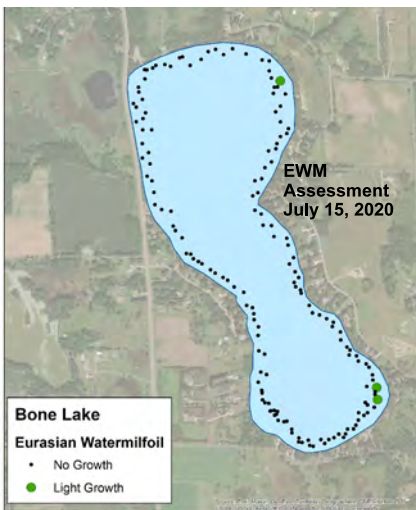 EWM
Assessment
July 15, 2020
Bone Lake
Eurasian Watermilfoil
No Growth
Light Growth